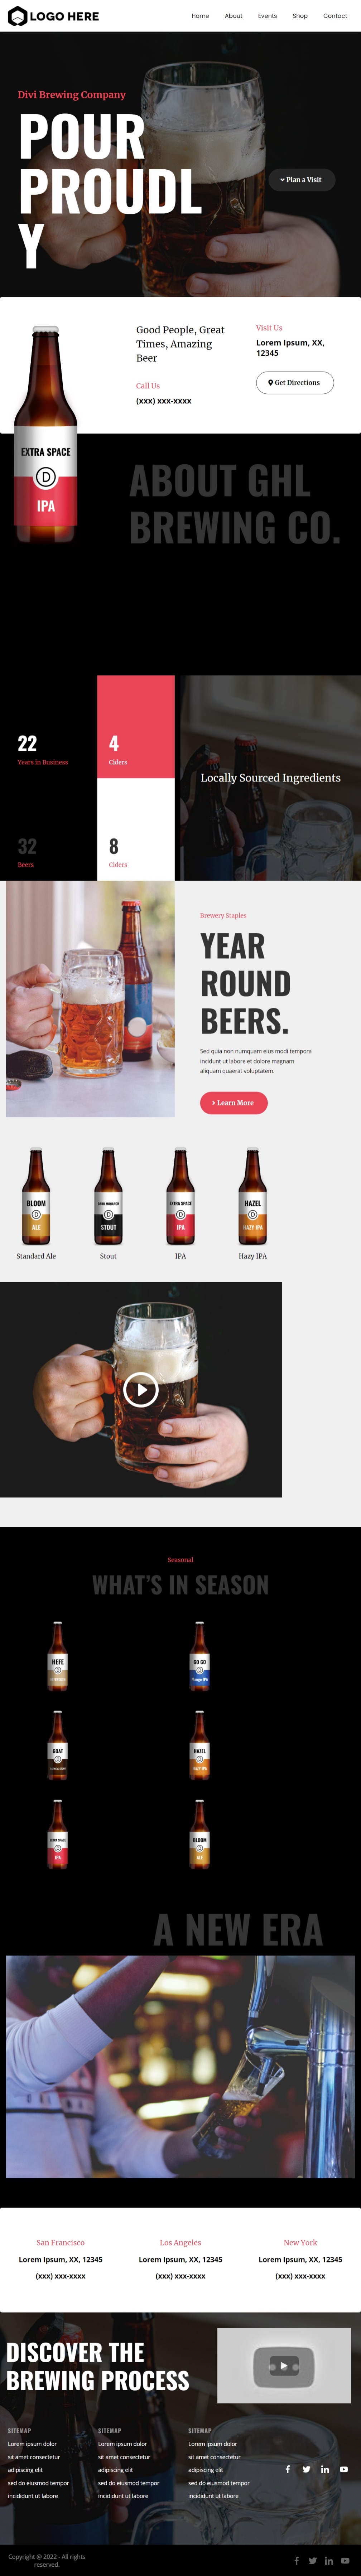 LOGO HERE
Home About Events Shop Contact
Divi Brewing Company
POUR
PROUDL
Y
Plan a Visit
Good People, Great
Times, Amazing
Beer
Call Us
(xxx) xxx-xxxx
Visit Us
Lorem Ipsum, XX,
12345
Get Directions
EXTRA SPACE
D
IPA
ABOUT GHL
BREWING CO.
22
Years in Business
4
Ciders
32
Beers
8
Ciders
Locally Sourced Ingredients
Brewery Staples
YEAR
ROUND
BEERS.
Sed quia non numquam eius modi tempora
incidunt ut labore et dolore magnam
aliquam quaerat voluptatem.
Learn More
BLOOM
D
ALE
D
STOUT
EXTRA SPACE
D
IPA
HAZEL
D
HAZY IPA
Standard Ale
Stout
IPA
Hazy IPA
Seasonal
WHAT'S IN SEASON
HEFE
GO GO
Mango IPA
GOAT
HAZEL
HAZY IPA
EXTRA SPACE
IPA
BLOOM
ALE
A NEW ERA
San Francisco
Lorem Ipsum, XX, 12345
(xxx) xxx-xxxx
Los Angeles
Lorem Ipsum, XX, 12345
(xxx) xxx-xxxx
New York
Lorem Ipsum, XX, 12345
(xxx) xxx-xxxx
DISCOVER THE
BREWING PROCESS
SITEMAP
Lorem ipsum dolor
sit amet consectetur
adipiscing elit
sed do eiusmod tempor
incididunt ut labore
SITEMAP
Lorem ipsum dolor
sit amet consectetur
adipiscing elit
sed do eiusmod tempor
incididunt ut labore
SITEMAP
Lorem ipsum dolor
sit amet consectetur
adipiscing elit
sed do eiusmod tempor
incididunt ut labore
Copyright @ 2022 - All rights
reserved.